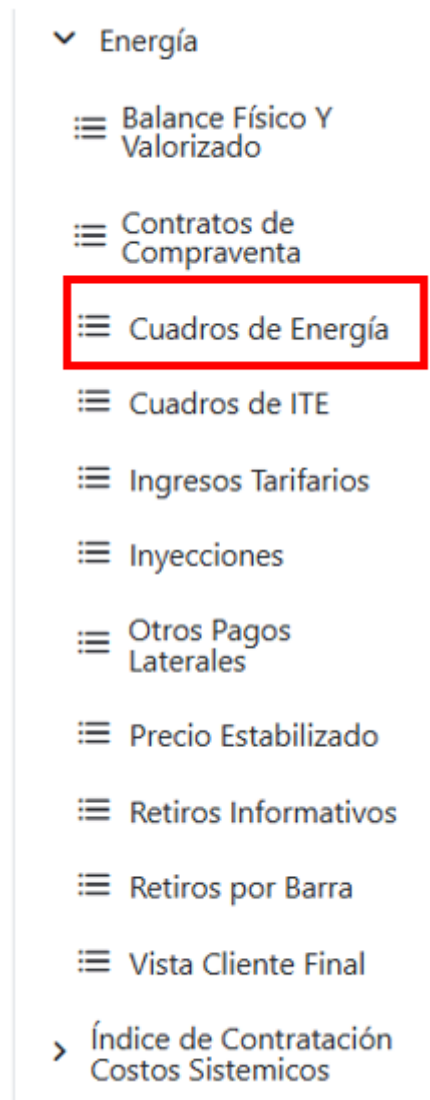 Energía
Balance Físico Y
Valorizado
Contratos de
Compraventa
Cuadros de Energía
Cuadros de ITE
Ingresos Tarifarios
Inyecciones
Otros Pagos
Laterales
Precio Estabilizado
Retiros Informativos
Retiros por Barra
Vista Cliente Final
Índice de Contratación
Costos Sistemicos